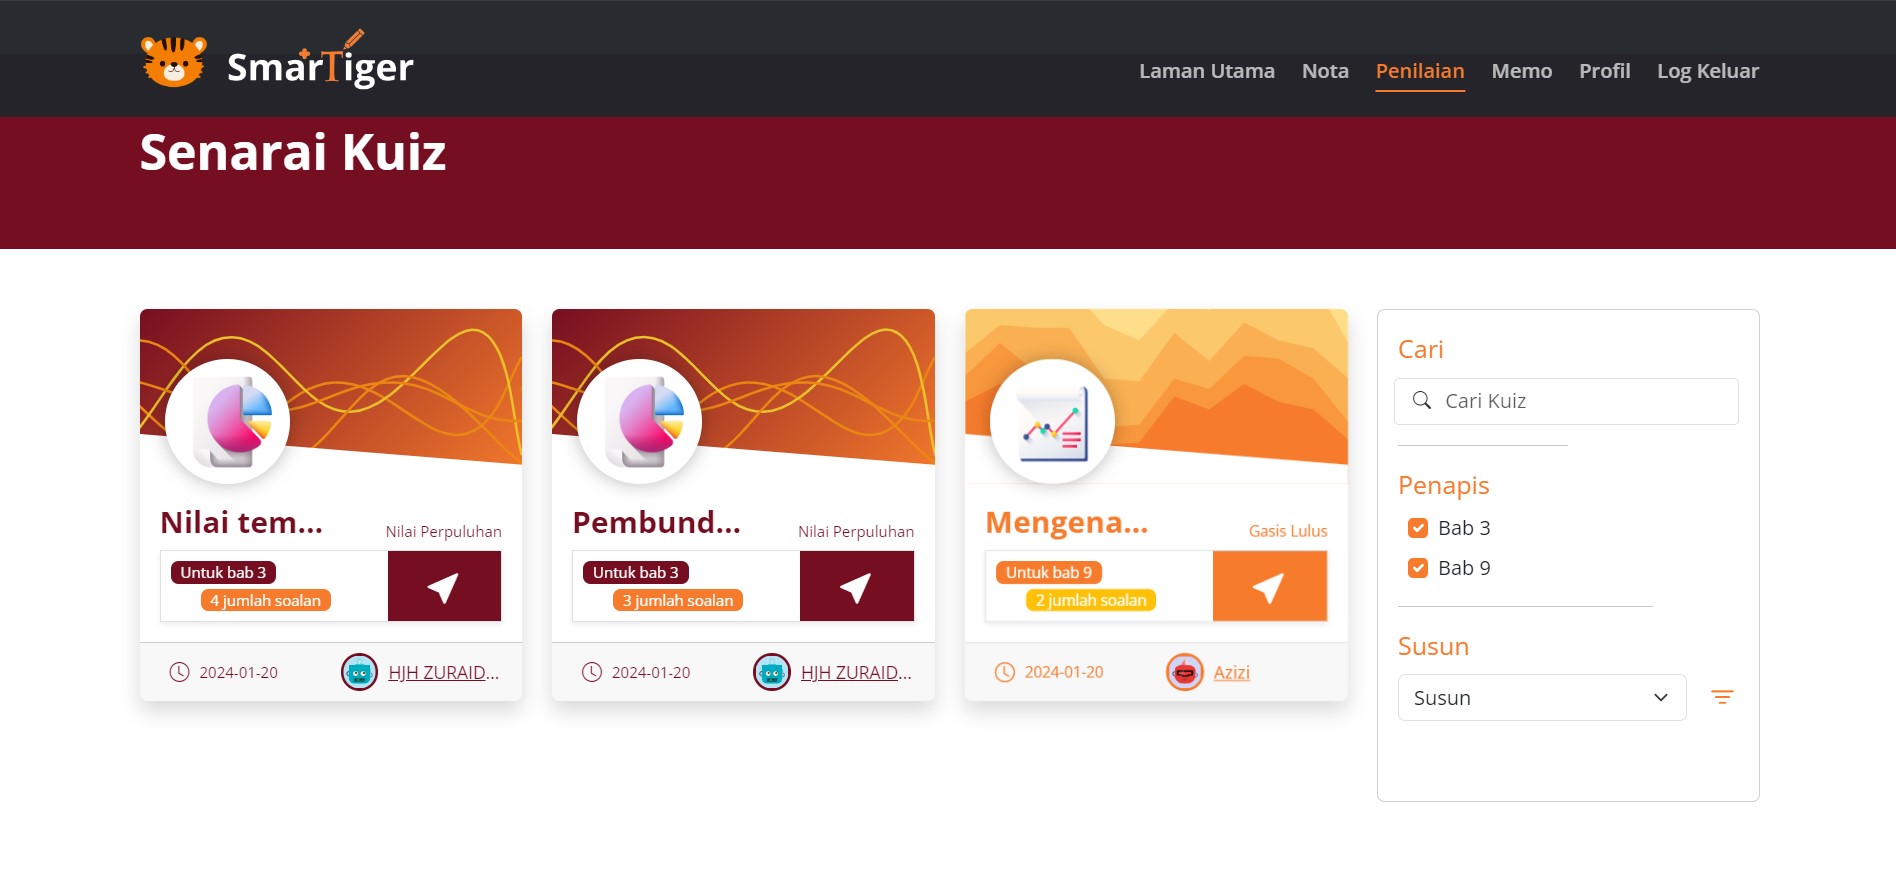 SmarTiger
Laman Utama
Nota
Penilaian
Memo
Profil
Log Keluar
Senarai Kuiz
Nilai tem...
Nilai Perpuluhan
Untuk bab 3
4 jumlah soalan
2024-01-20
HJH ZURAID...
Pembund...
Nilai Perpuluhan
Untuk bab 3
3 jumlah soalan
2024-01-20
HJH ZURAID...
Mengena...
Gasis Lulus
Untuk bab 9
2 jumlah soalan
2024-01-20
Azizi
Cari
Cari Kuiz
Penapis
Bab 3
Bab 9
Susun
Susun